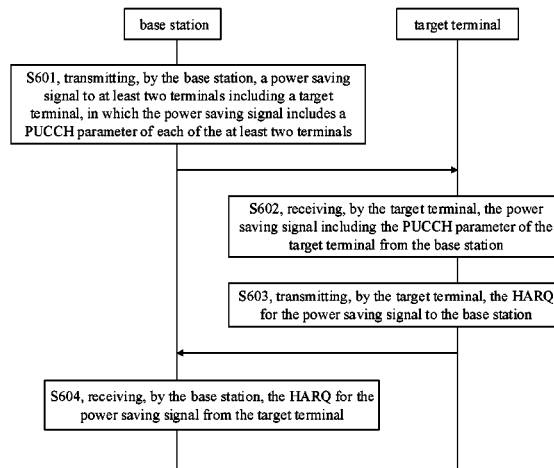 base station
target terminal
S601, transmitting, by the base station, a power saving
signal to at least two terminals including a target
terminal, in which the power saving signal includes a
PUCCH parameter of each of the at least two terminals
S602, receiving, by the target terminal, the power
saving signal including the PUCCH parameter of the
target terminal from the base station
S603, transmitting, by the target terminal, the HARQ
for the power saving signal to the base station
S604, receiving, by the base station, the HARQ for the
power saving signal from the target terminal